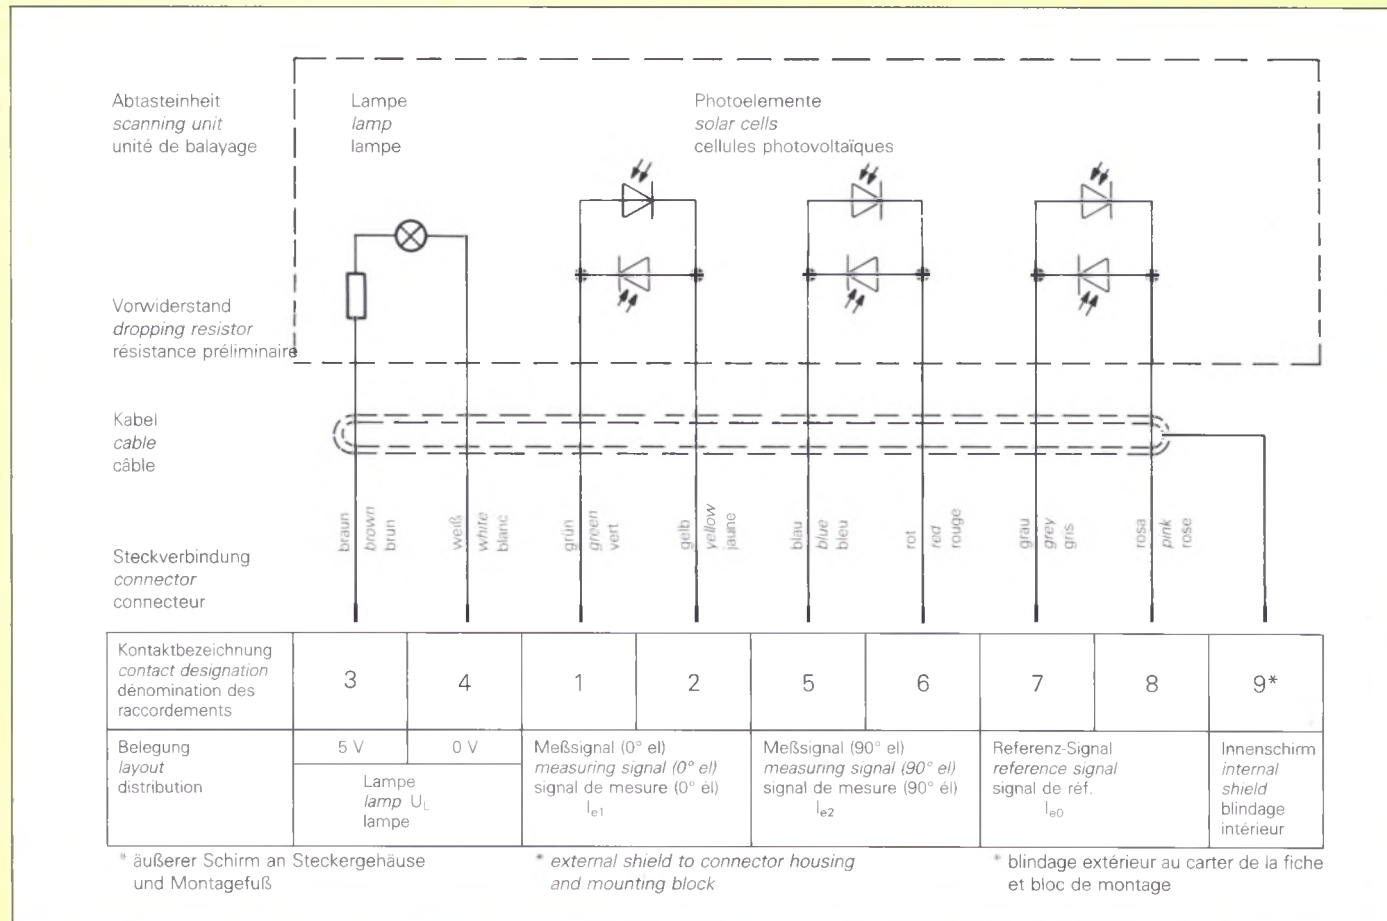 Abtasteinheit
scanning unit
unité de balayage
Lampe
lamp
lampe
Photoelemente
solar cells
cellules photovoltaïques
Vorwiderstand
dropping resistor
résistance préliminaire
Kabel
cable
câble
Steckverbindung
connector
connecteur
braun
brown
brun
weiß
white
blanc
grün
green
vert
gelb
yellow
jaune
blau
blue
bleu
rot
red
rouge
grau
grey
gris
rosa
pink
rose
Kontaktbezeichnung
contact designation
dénomination des
raccordements
3
4
1
2
5
6
7
8
9*
Belegung
layout
distribution
5 V
0 V
Lampe
lamp U_L
lampe
Meßsignal (0° el)
measuring signal (0° el)
signal de mesure (0° él)
I_e1
Meßsignal (90° el)
measuring signal (90° el)
signal de mesure (90° él)
I_e2
Referenz-Signal
reference signal
signal de réf.
I_e0
Innenschirm
internal
shield
blindage
intérieur
* äußerer Schirm an Steckergehäuse
und Montagefuß
* external shield to connector housing
and mounting block
* blindage extérieur au carter de la fiche
et bloc de montage